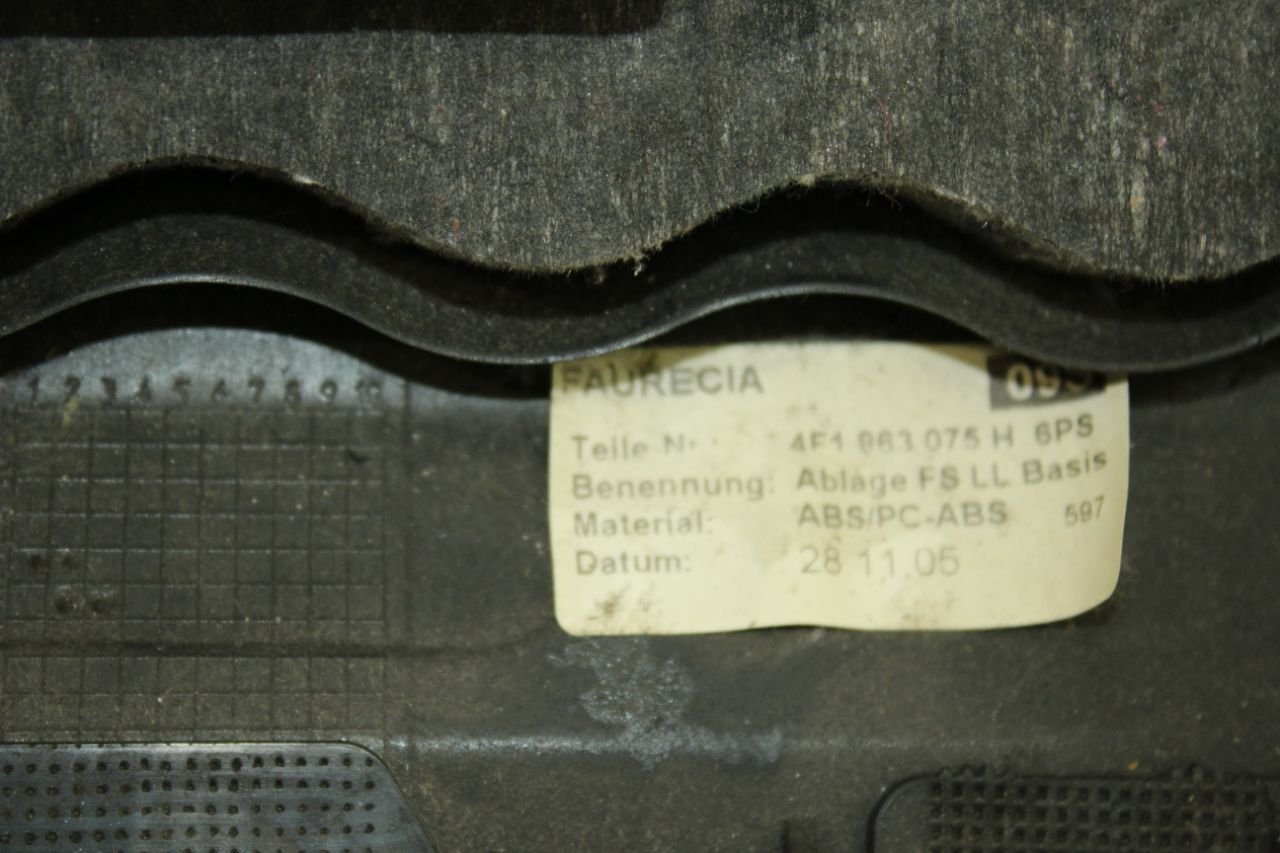 1 2 3 4 5 6 7 8 9 10
FAURECIA
Teile Nr 4F1 863 075 H 6PS
Benennung: Ablage FS LL Basis
Material: ABS/PC-ABS 597
Datum: 28 11 05